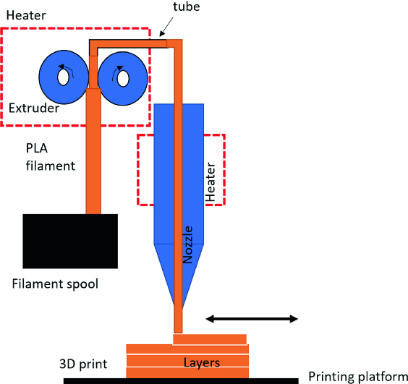 Heater
tube
Extruder
PLA
filament
Heater
Nozzle
Filament spool
3D print
Layers
Printing platform